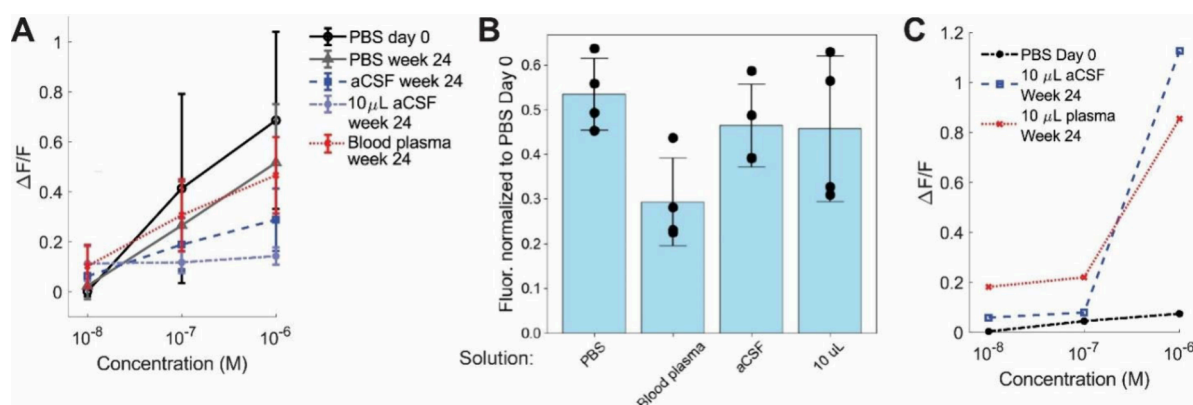 A
ΔF/F
1
0.8
0.6
0.4
0.2
0
10-8
10-7
10-6
Concentration (M)
PBS day 0
PBS week 24
aCSF week 24
10 μL aCSF
week 24
Blood plasma
week 24
B
Fluor. normalized to PBS Day 0
0.6
0.5
0.4
0.3
0.2
0.1
0.0
Solution:
PBS
Blood plasma
aCSF
10 uL
C
ΔF/F
1.2
1
0.8
0.6
0.4
0.2
0
PBS Day 0
10 μL aCSF
Week 24
10 μL plasma
Week 24
10-8
10-7
10-6
Concentration (M)